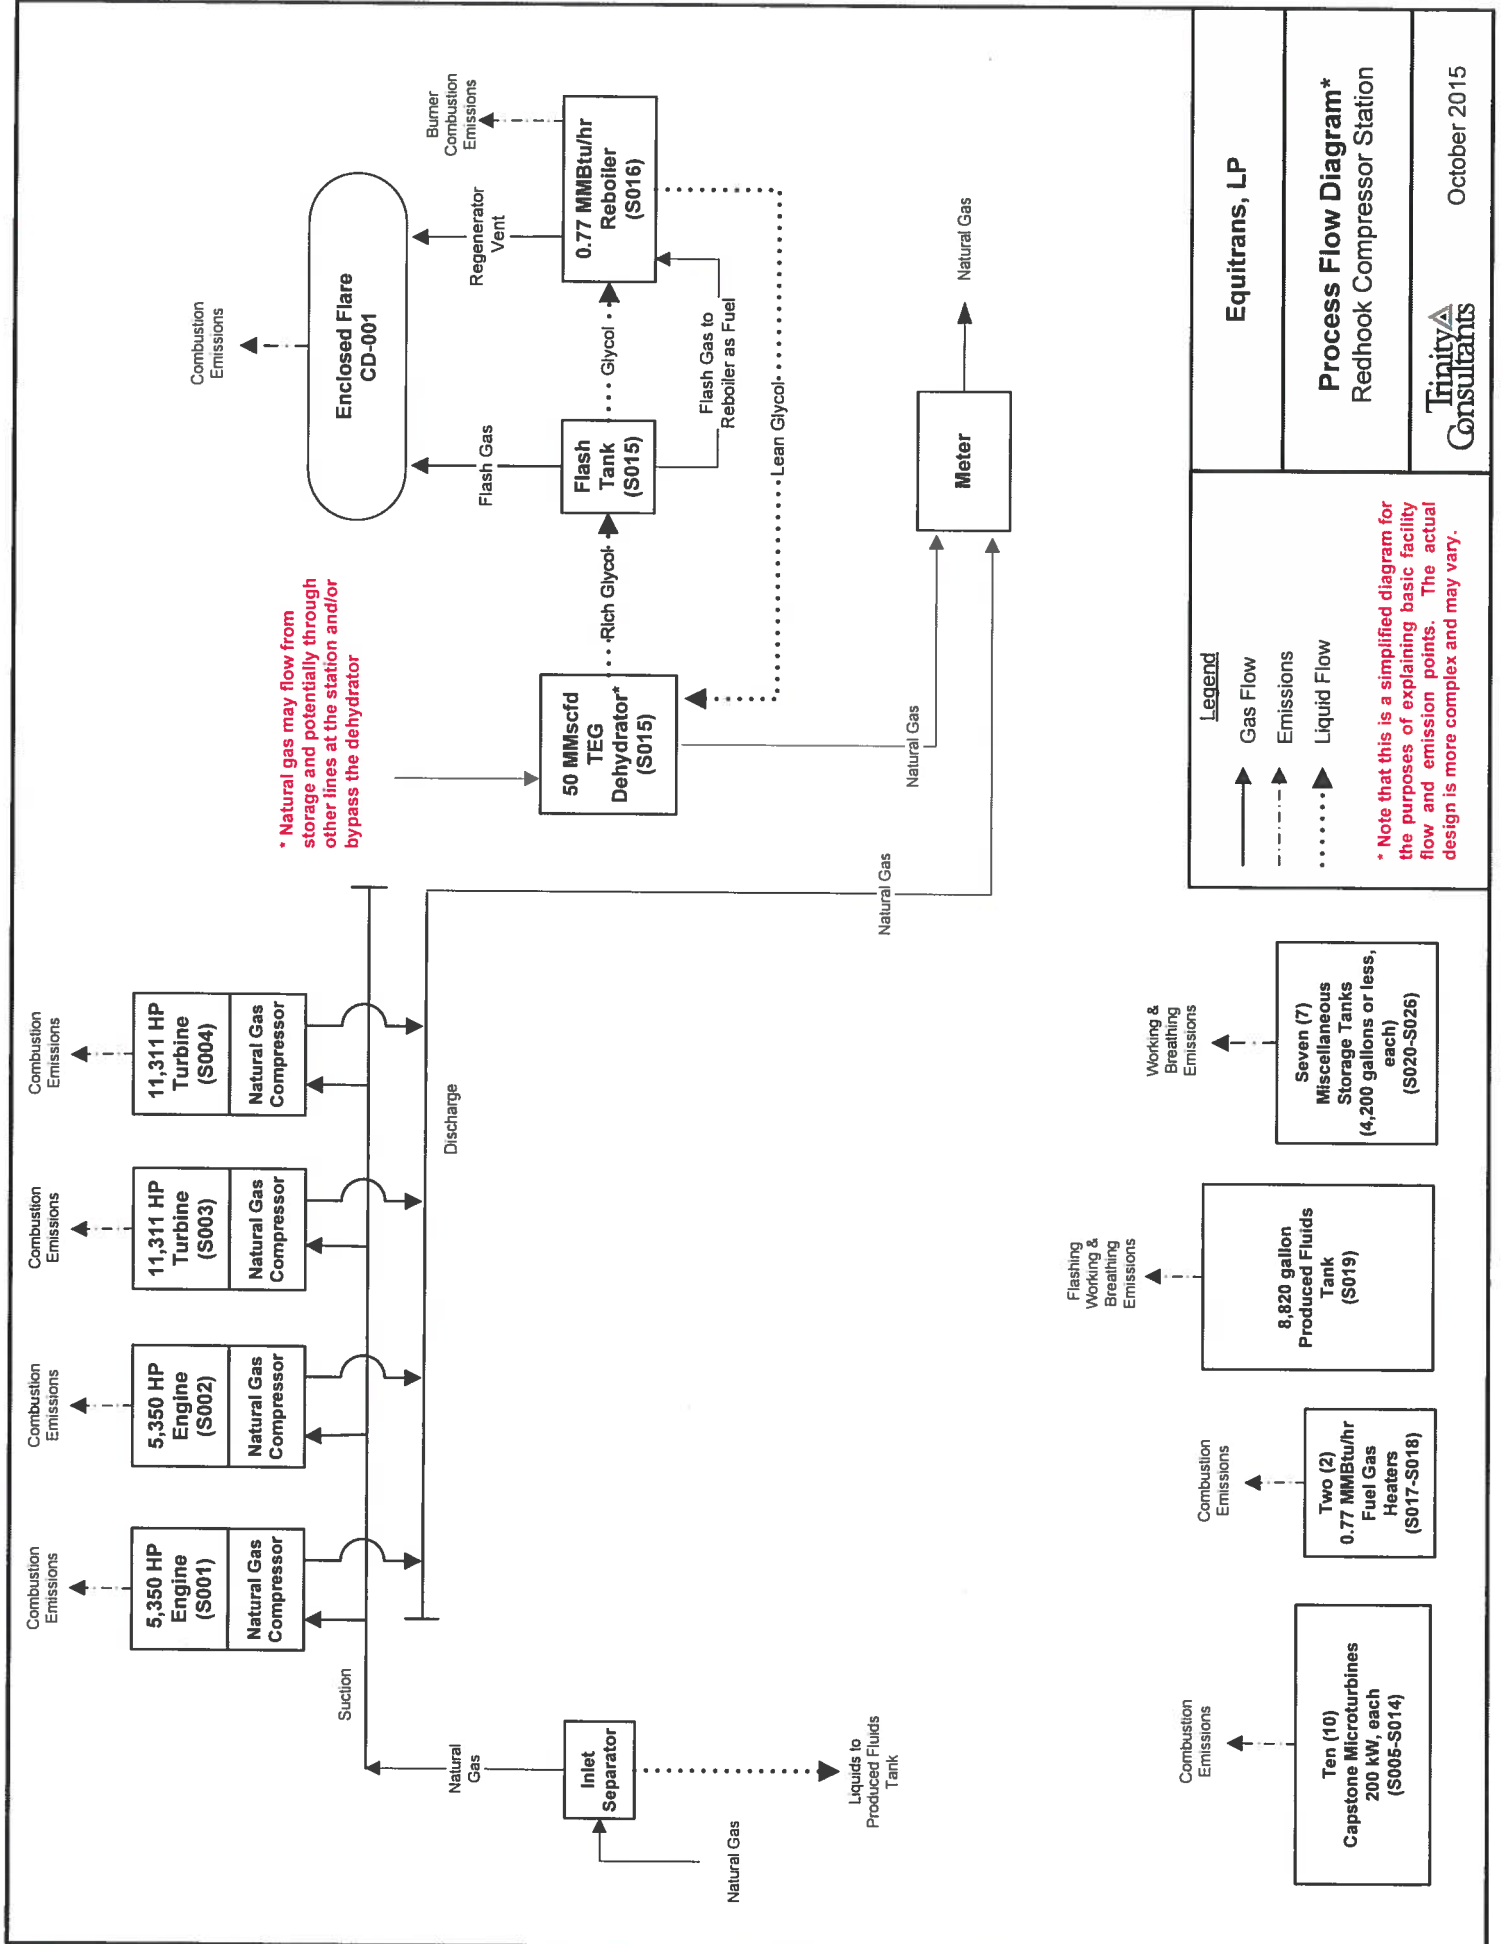 Combustion
Emissions
5,350 HP
Engine
(S001)
Natural Gas
Compressor
Combustion
Emissions
5,350 HP
Engine
(S002)
Natural Gas
Compressor
Combustion
Emissions
11,311 HP
Turbine
(S003)
Natural Gas
Compressor
Combustion
Emissions
11,311 HP
Turbine
(S004)
Natural Gas
Compressor
Suction
Discharge
Natural
Gas
Inlet
Separator
Natural Gas
Liquids to
Produced Fluids
Tank
* Natural gas may flow from
storage and potentially through
other lines at the station and/or
bypass the dehydrator
Combustion
Emissions
Enclosed Flare
CD-001
Flash Gas
Regenerator
Vent
Burner
Combustion
Emissions
50 MMscfd
TEG
Dehydrator*
(S015)
Rich Glycol
Flash
Tank
(S015)
Glycol
0.77 MMBtu/hr
Reboiler
(S016)
Flash Gas to
Reboiler as Fuel
Lean Glycol
Natural Gas
Natural Gas
Meter
Natural Gas
Combustion
Emissions
Ten (10)
Capstone Microturbines
200 kW, each
(S005-S014)
Combustion
Emissions
Two (2)
0.77 MMBtu/hr
Fuel Gas
Heaters
(S017-S018)
Flashing
Working &
Breathing
Emissions
8,820 gallon
Produced Fluids
Tank
(S019)
Working &
Breathing
Emissions
Seven (7)
Miscellaneous
Storage Tanks
(4,200 gallons or less,
each)
(S020-S026)
Legend
Gas Flow
Emissions
Liquid Flow
* Note that this is a simplified diagram for
the purposes of explaining basic facility
flow and emission points. The actual
design is more complex and may vary.
Equitrans, LP
Process Flow Diagram*
Redhook Compressor Station
Trinity
Consultants
October 2015